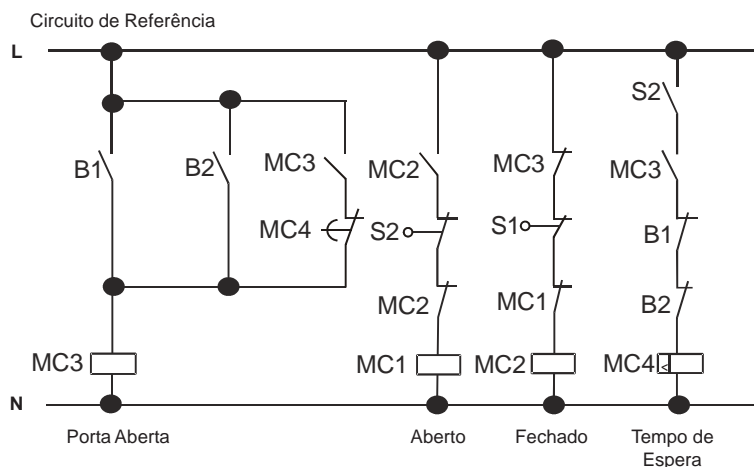 Circuito de Referência
L
S2
B1
B2
MC3
MC2
MC3
MC3
MC4
S2
S1
B1
MC2
MC1
B2
MC3
MC1
MC2
MC4
<
N
Porta Aberta
Aberto
Fechado
Tempo de
Espera